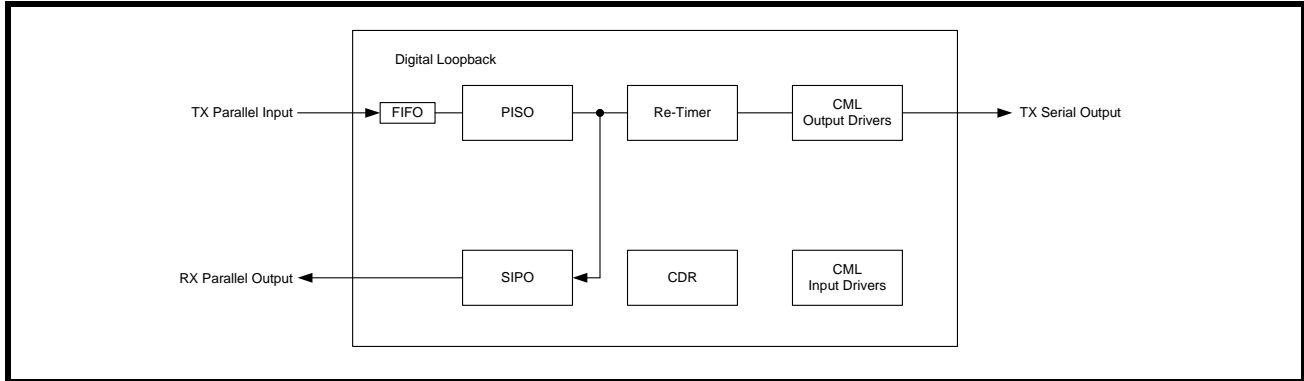 Digital Loopback
TX Parallel Input
FIFO
PISO
Re-Timer
CML
Output Drivers
TX Serial Output
RX Parallel Output
SIPO
CDR
CML
Input Drivers